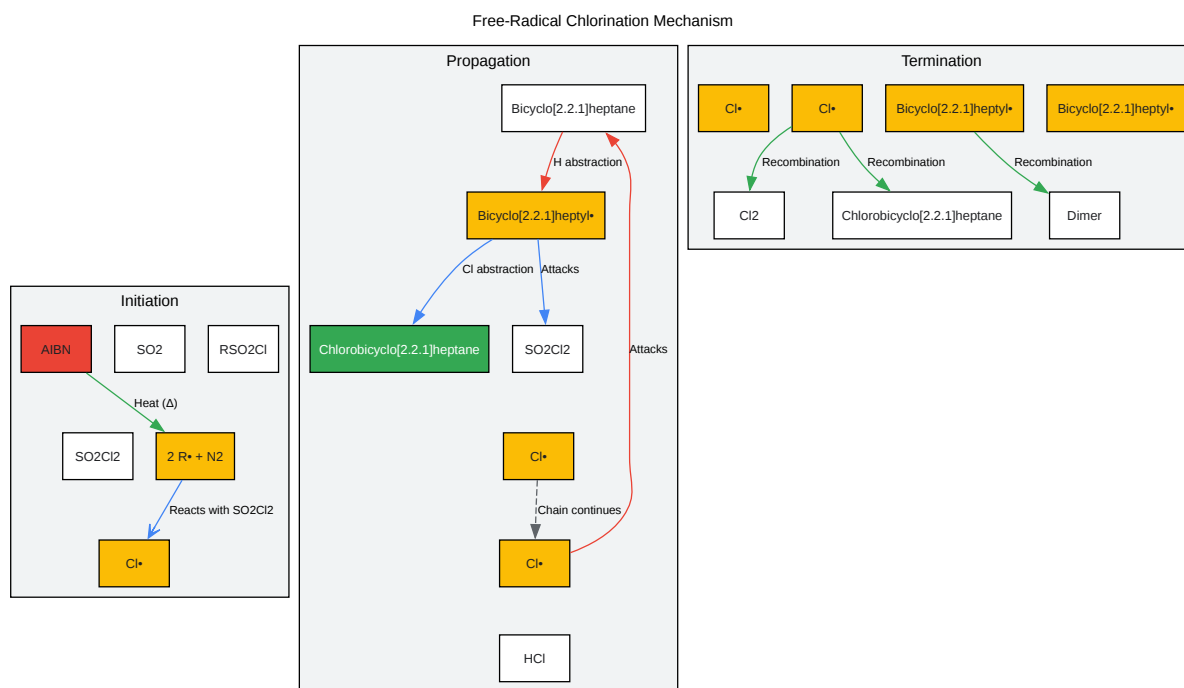 Free-Radical Chlorination Mechanism
Initiation
AIBN
SO2
RSO2Cl
Heat (Δ)
SO2Cl2
2 R• + N2
Reacts with SO2Cl2
Cl•
Propagation
Bicyclo[2.2.1]heptane
H abstraction
Bicyclo[2.2.1]heptyl•
Cl abstraction
Attacks
Chlorobicyclo[2.2.1]heptane
SO2Cl2
Attacks
Cl•
Chain continues
Cl•
HCl
Termination
Cl•
Cl•
Bicyclo[2.2.1]heptyl•
Bicyclo[2.2.1]heptyl•
Recombination
Recombination
Recombination
Cl2
Chlorobicyclo[2.2.1]heptane
Dimer